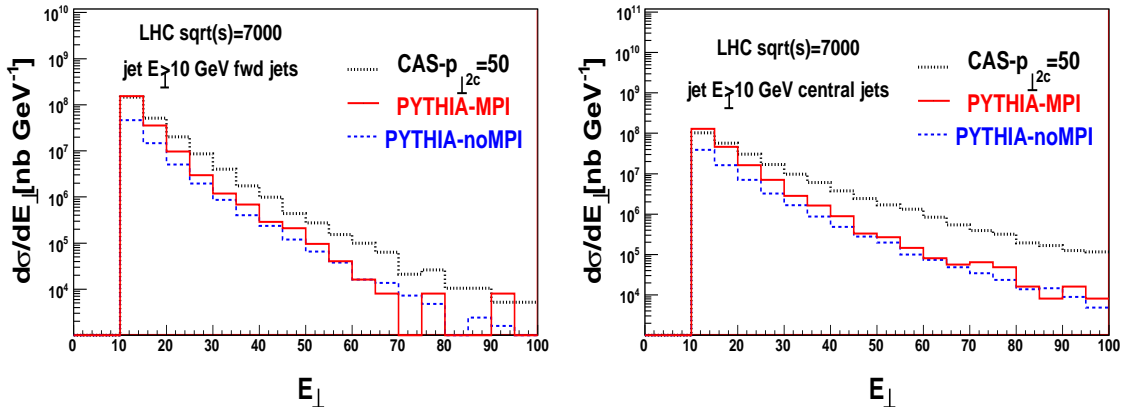 dσ/dE⊥[nb GeV⁻¹]
10¹⁰
10⁹
10⁸
10⁷
10⁶
10⁵
10⁴
LHC sqrt(s)=7000
jet E⊥>10 GeV fwd jets
CAS-p⊥²ᶜ=50
PYTHIA-MPI
PYTHIA-noMPI
0 10 20 30 40 50 60 70 80 90 100
E⊥
dσ/dE⊥[nb GeV⁻¹]
10¹¹
10¹⁰
10⁹
10⁸
10⁷
10⁶
10⁵
10⁴
LHC sqrt(s)=7000
jet E⊥>10 GeV central jets
CAS-p⊥²ᶜ=50
PYTHIA-MPI
PYTHIA-noMPI
0 10 20 30 40 50 60 70 80 90 100
E⊥